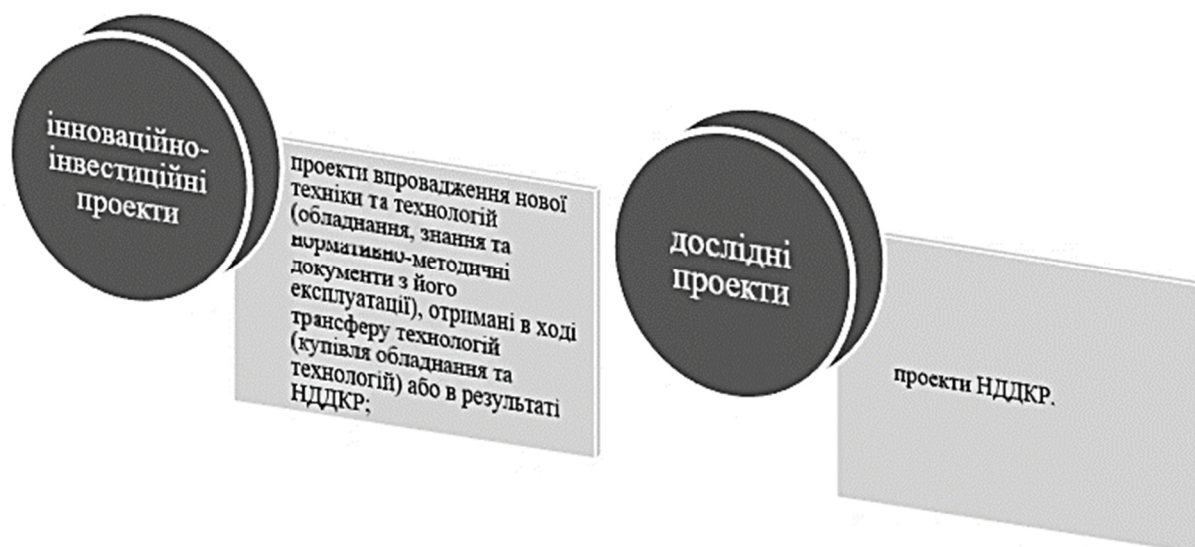 інноваційно-
інвестиційні
проекти
проекти впровадження нової
техніки та технологій
(обладнання, знання та
нормативно-методичні
документи з його
експлуатації), отримані в ході
трансферу технологій
(купівля обладнання та
технологій) або в результаті
НДДКР;
дослідні
проекти
проекти НДДКР.